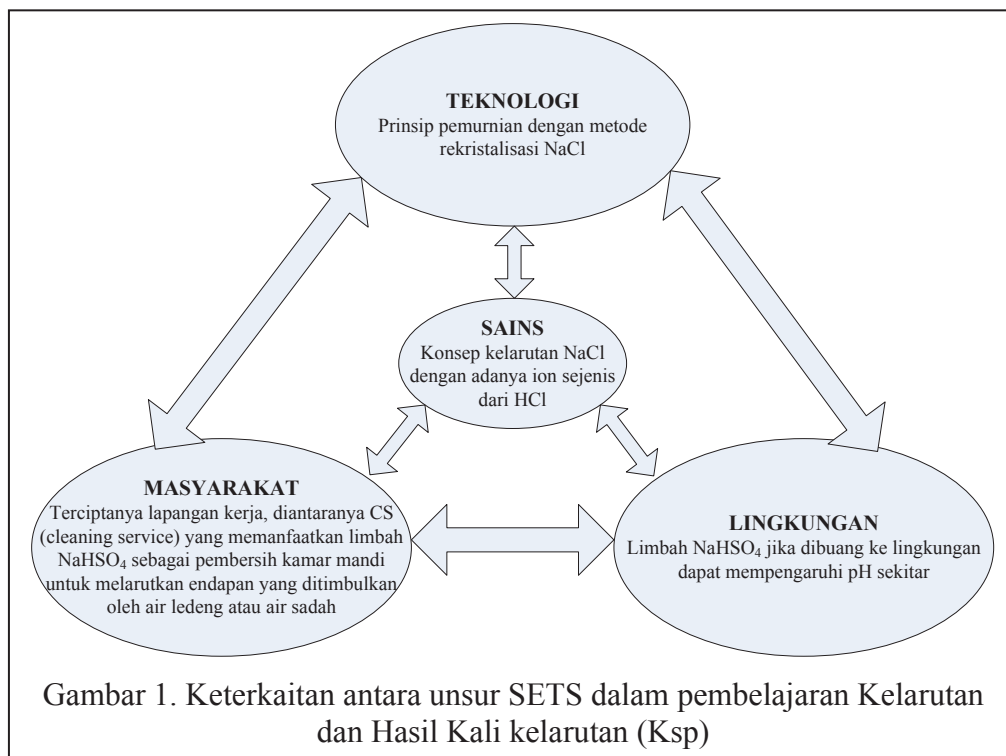 TEKNOLOGI
Prinsip pemurnian dengan metode
rekristalisasi NaCl
SAINS
Konsep kelarutan NaCl
dengan adanya ion sejenis
dari HCl
MASYARAKAT
Terciptanya lapangan kerja, diantaranya CS
(cleaning service) yang memanfaatkan limbah
NaHSO₄ sebagai pembersih kamar mandi
untuk melarutkan endapan yang ditimbulkan
oleh air ledeng atau air sadah
LINGKUNGAN
Limbah NaHSO₄ jika dibuang ke lingkungan
dapat mempengaruhi pH sekitar
Gambar 1. Keterkaitan antara unsur SETS dalam pembelajaran Kelarutan
dan Hasil Kali kelarutan (Ksp)